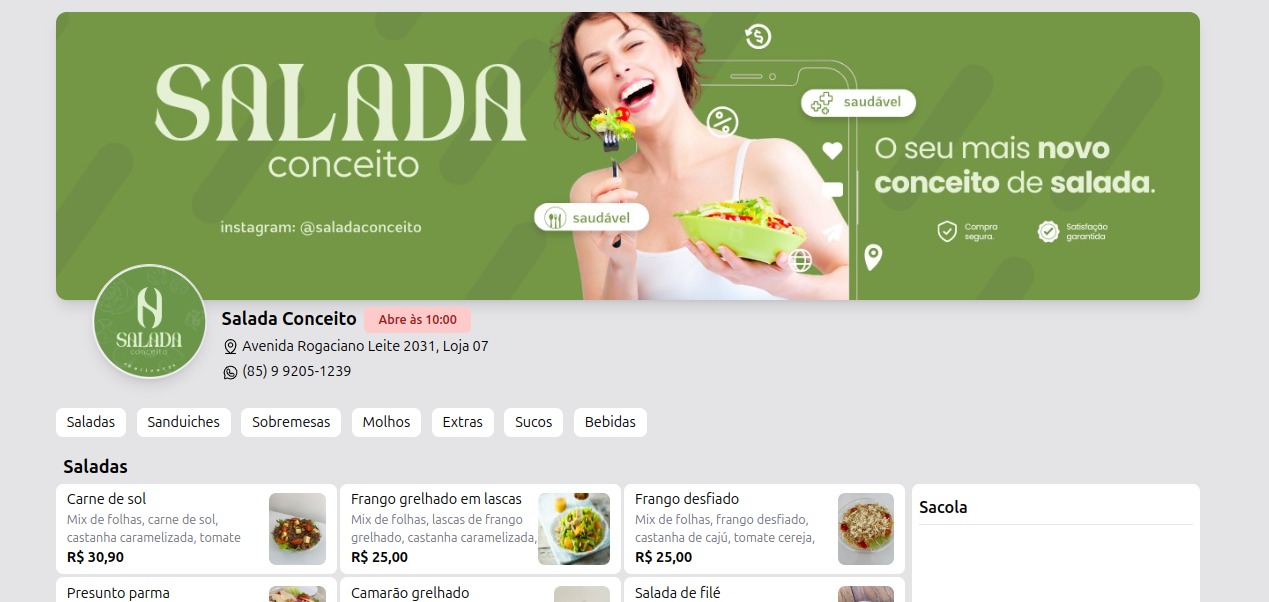 SALADA
conceito
instagram: @saladaconceito
saudável
saudável
O seu mais novo
conceito de salada.
Compra
segura.
Satisfação
garantida
SALADA
conceito
Salada Conceito
Abre às 10:00
Avenida Rogaciano Leite 2031, Loja 07
(85) 9 9205-1239
Saladas Sanduiches Sobremesas Molhos Extras Sucos Bebidas
Saladas
Carne de sol
Mix de folhas, carne de sol,
castanha caramelizada, tomate
R$ 30,90
Frango grelhado em lascas
Mix de folhas, lascas de frango
grelhado, castanha caramelizada,
R$ 25,00
Frango desfiado
Mix de folhas, frango desfiado,
castanha de cajú, tomate cereja,
R$ 25,00
Sacola
Presunto parma
Camarão grelhado
Salada de filé